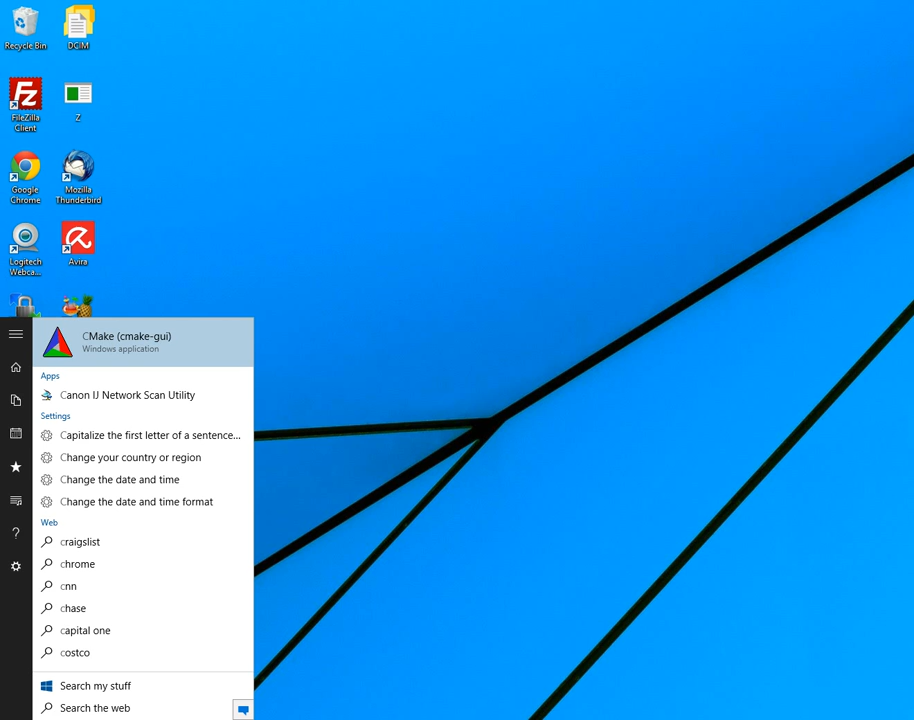 Recycle Bin
DCIM
FileZilla
Client
Z
Google
Chrome
Mozilla
Thunderbird
Logitech
Webca...
Avira
CMake (cmake-gui)
Windows application
Apps
Canon IJ Network Scan Utility
Settings
Capitalize the first letter of a sentence...
Change your country or region
Change the date and time
Change the date and time format
Web
craigslist
chrome
cnn
chase
capital one
costco
Search my stuff
Search the web